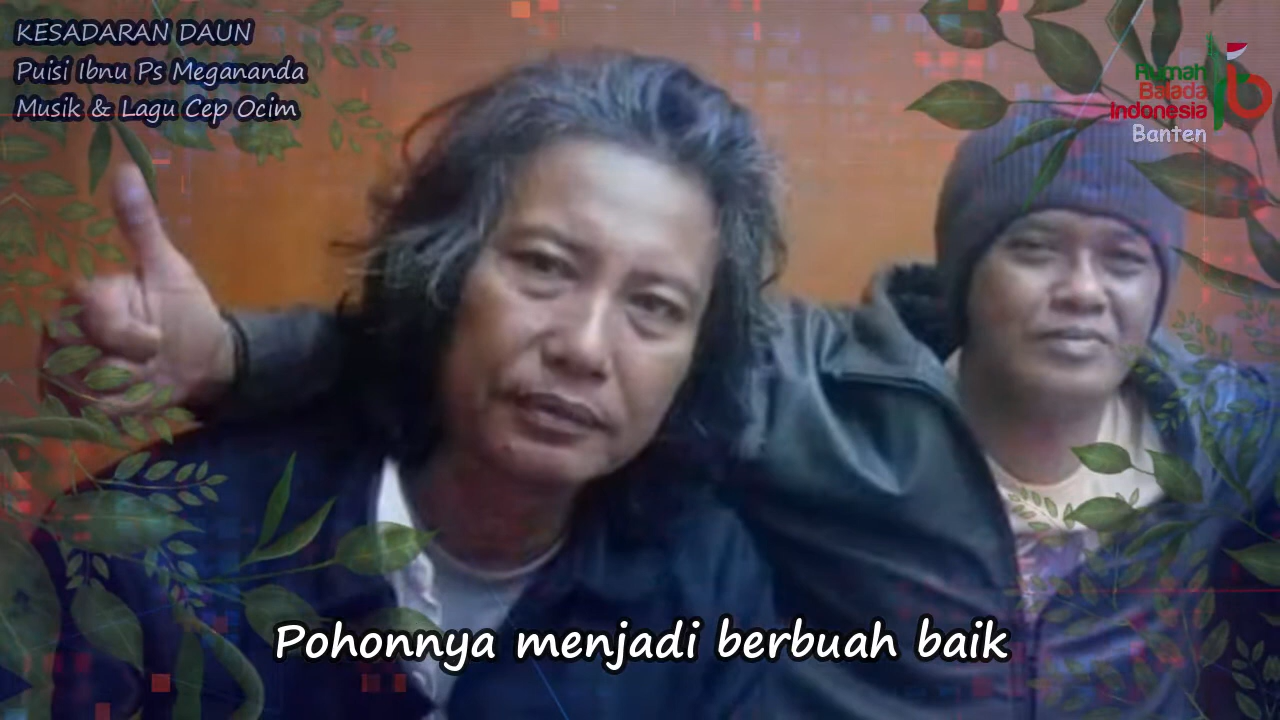 KESADARAN DAUN
Puisi Ibnu Ps Megananda
Musik & Lagu Cep Ocim
Rumah
Balada
Indonesia
Banten
Pohonnya menjadi berbuah baik